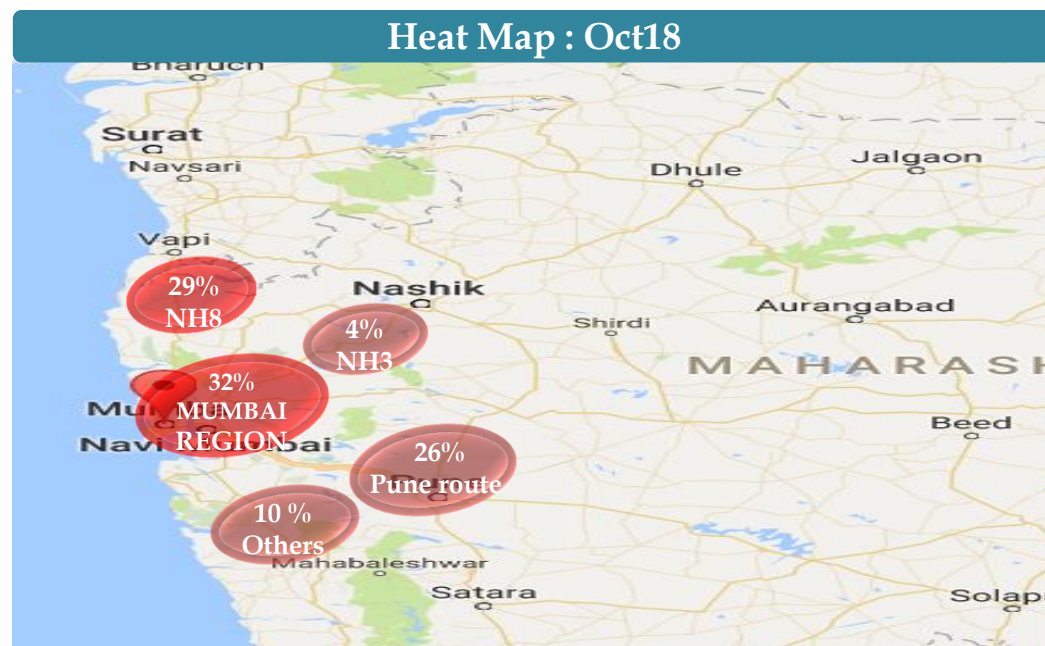 Heat Map : Oct18
Bharuch
Surat
Navsari
Dhule
Jalgaon
Vapi
29%
NH8
Nashik
4%
NH3
Shirdi
Aurangabad
MAHARASH
32%
MUMBAI
REGION
Navi
Beed
26%
Pune route
10 %
Others
Mahabaleshwar
Satara
Solap